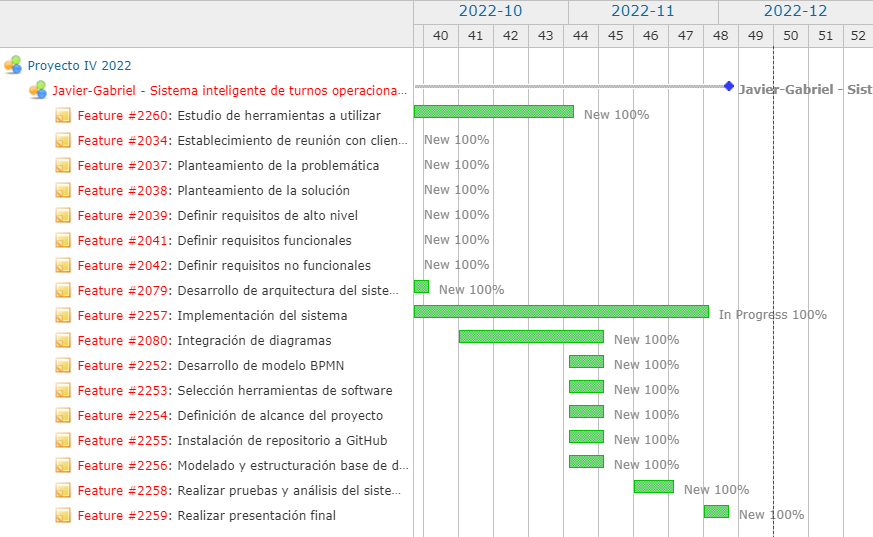 2022-10 2022-11 2022-12
40 41 42 43 44 45 46 47 48 49 50 51 52
Proyecto IV 2022
Javier-Gabriel - Sistema inteligente de turnos operaciona... Javier-Gabriel - Sist
Feature #2260: Estudio de herramientas a utilizar New 100%
Feature #2034: Establecimiento de reunión con clien... New 100%
Feature #2037: Planteamiento de la problemática New 100%
Feature #2038: Planteamiento de la solución New 100%
Feature #2039: Definir requisitos de alto nivel New 100%
Feature #2041: Definir requisitos funcionales New 100%
Feature #2042: Definir requisitos no funcionales New 100%
Feature #2079: Desarrollo de arquitectura del siste... New 100%
Feature #2257: Implementación del sistema In Progress 100%
Feature #2080: Integración de diagramas New 100%
Feature #2252: Desarrollo de modelo BPMN New 100%
Feature #2253: Selección herramientas de software New 100%
Feature #2254: Definición de alcance del proyecto New 100%
Feature #2255: Instalación de repositorio a GitHub New 100%
Feature #2256: Modelado y estructuración base de d... New 100%
Feature #2258: Realizar pruebas y análisis del siste... New 100%
Feature #2259: Realizar presentación final New 100%